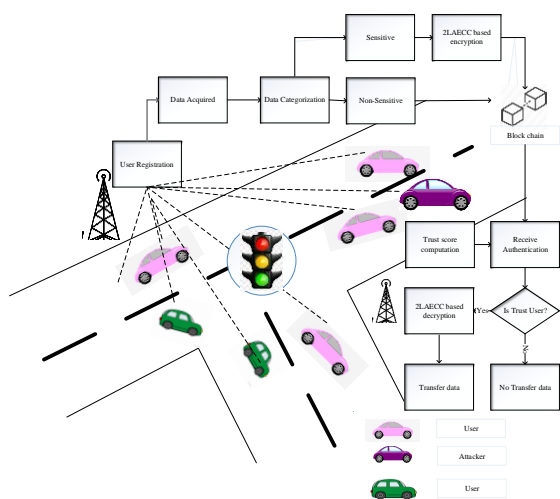 Sensitive
2LAECC based
encryption
Data Acquired
Data Categorization
Non-Sensitive
Block chain
User Registration
Trust score
computation
Receive
Authentication
2LAECC based
decryption
Yes
Is Trust User?
Transfer data
No Transfer data
User
Attacker
User